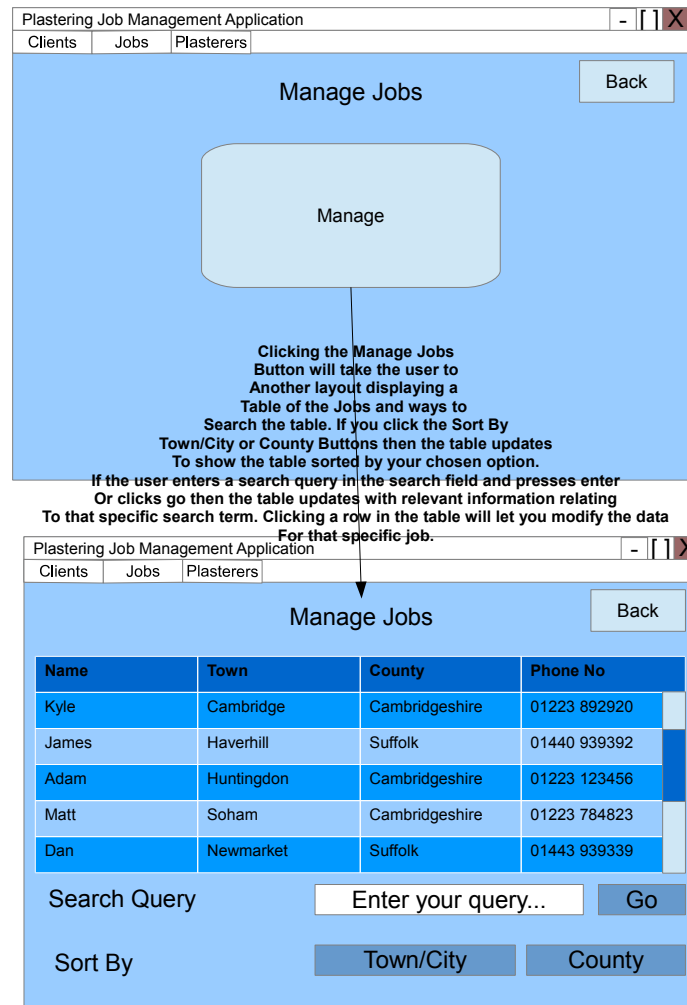 Plastering Job Management Application - [ ] X
Clients Jobs Plasterers
Manage Jobs
Back
Manage
Clicking the Manage Jobs
Button will take the user to
Another layout displaying a
Table of the Jobs and ways to
Search the table. If you click the Sort By
Town/City or County Buttons then the table updates
To show the table sorted by your chosen option.
If the user enters a search query in the search field and presses enter
Or clicks go then the table updates with relevant information relating
To that specific search term. Clicking a row in the table will let you modify the data
For that specific job.
Plastering Job Management Application - [ ] X
Clients Jobs Plasterers
Manage Jobs
Back
Name Town County Phone No
Kyle Cambridge Cambridgeshire 01223 892920
James Haverhill Suffolk 01440 939392
Adam Huntingdon Cambridgeshire 01223 123456
Matt Soham Cambridgeshire 01223 784823
Dan Newmarket Suffolk 01443 939339
Search Query Enter your query... Go
Sort By Town/City County